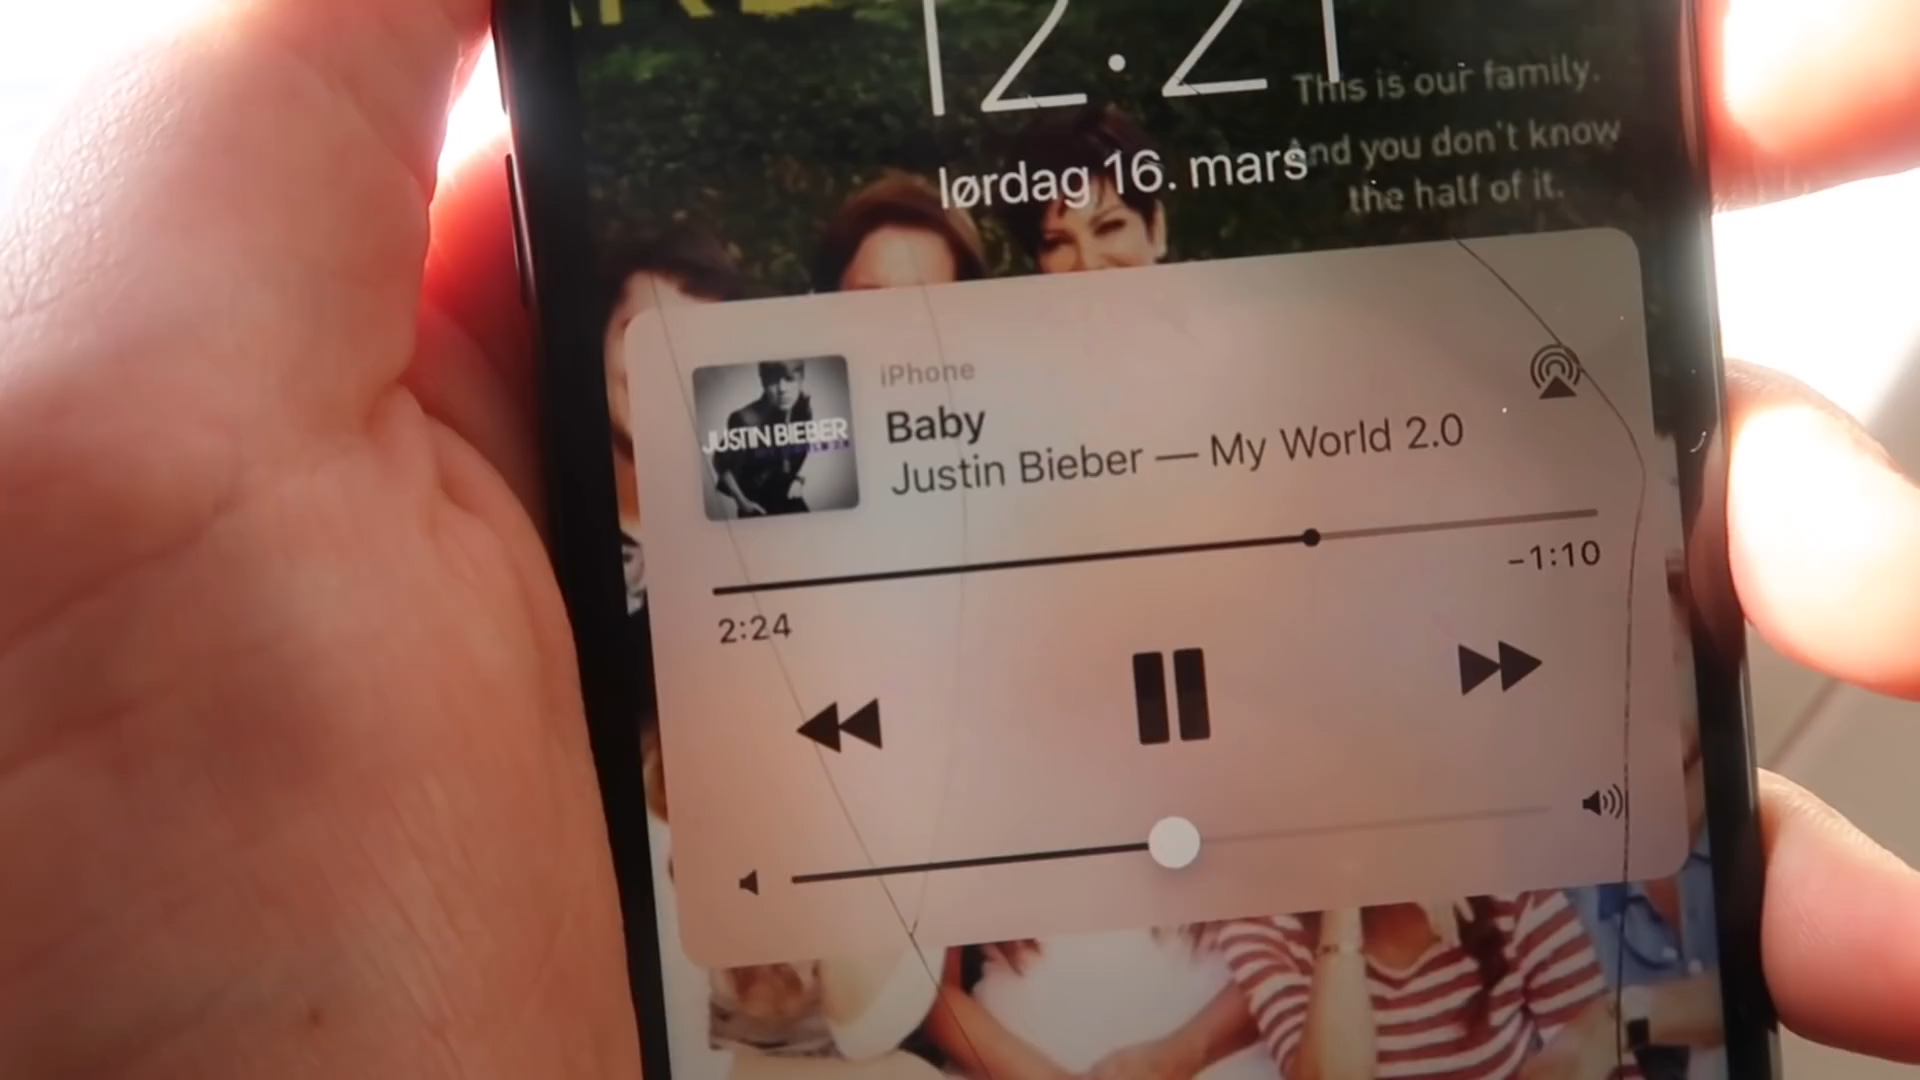 12:21
This is our family.
And you don't know
the half of it.
lørdag 16. mars
iPhone
Baby
Justin Bieber — My World 2.0
JUSTIN BIEBER
2:24
-1:10